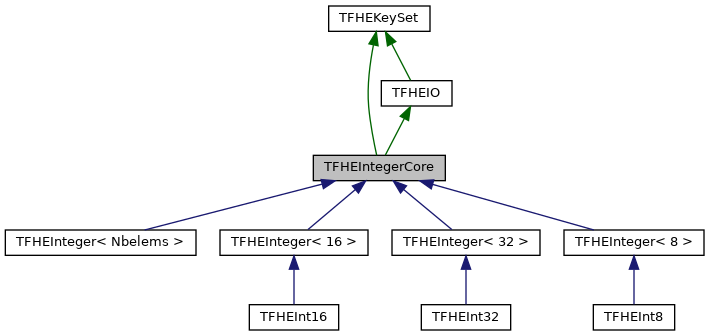 TFHEKeySet
TFHEIO
TFHEIntegerCore
TFHEInteger< Nbelems >
TFHEInteger< 16 >
TFHEInteger< 32 >
TFHEInteger< 8 >
TFHEInt16
TFHEInt32
TFHEInt8